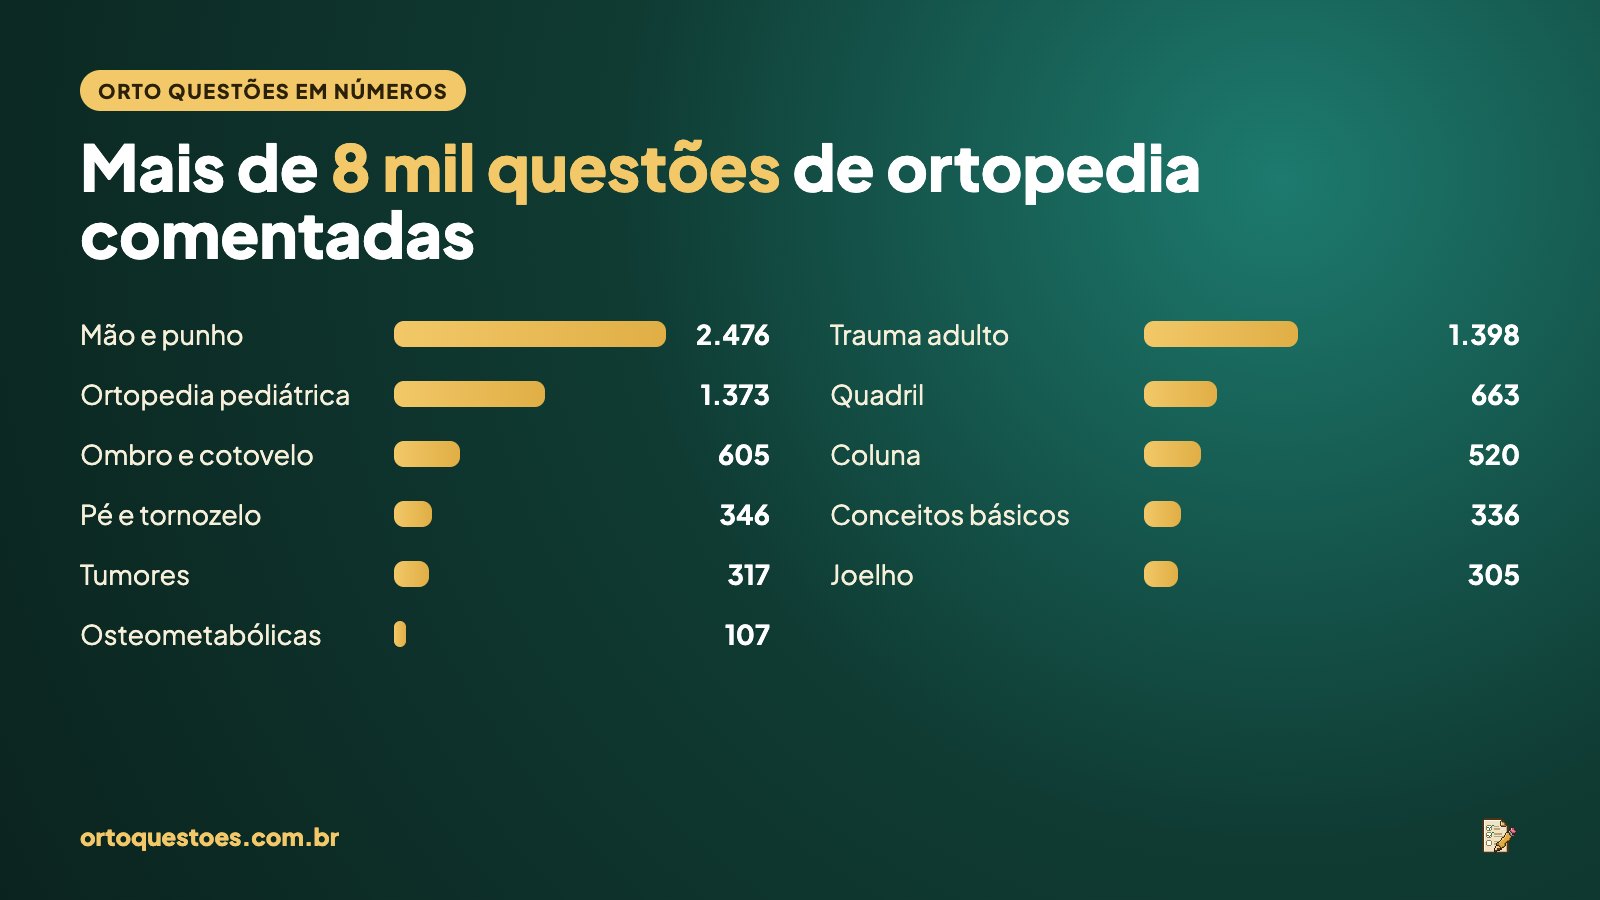 ORTO QUESTÕES EM NÚMEROS
Mais de 8 mil questões de ortopedia
comentadas
Mão e punho 2.476
Trauma adulto 1.398
Ortopedia pediátrica 1.373
Quadril 663
Ombro e cotovelo 605
Coluna 520
Pé e tornozelo 346
Conceitos básicos 336
Tumores 317
Joelho 305
Osteometabólicas 107
ortoquestoes.com.br